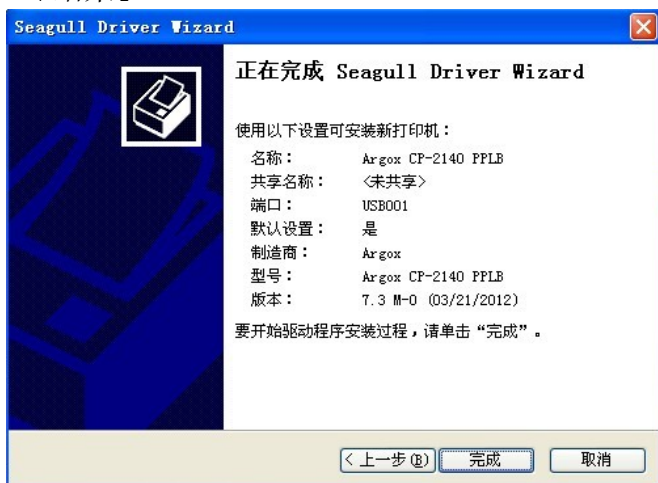 Seagull Driver Wizard
正在完成 Seagull Driver Wizard
使用以下设置可安装新打印机：
名称： Argox CP-2140 PPLB
共享名称： <未共享>
端口： USB001
默认设置： 是
制造商： Argox
型号： Argox CP-2140 PPLB
版本： 7.3 M-0 (03/21/2012)
要开始驱动程序安装过程，请单击“完成”。
< 上一步(B) 完成 取消